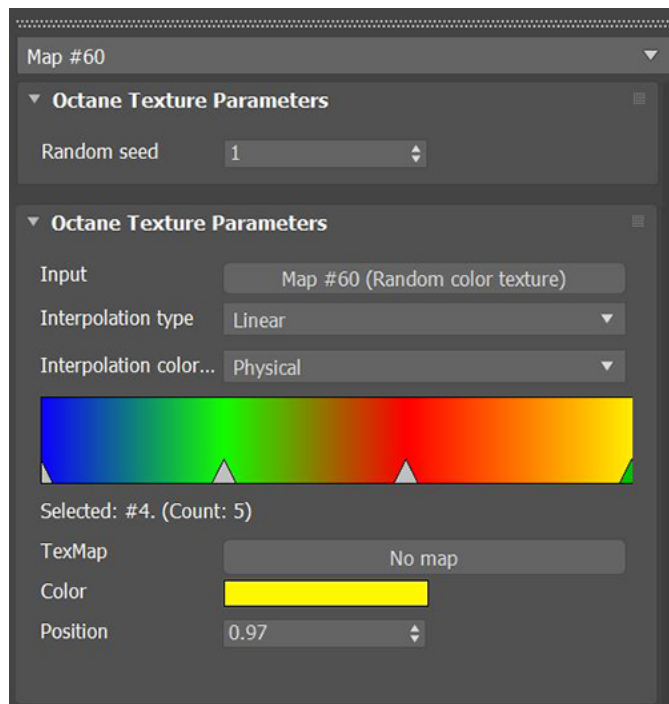 Map #60
Octane Texture Parameters
Random seed 1
Octane Texture Parameters
Input Map #60 (Random color texture)
Interpolation type Linear
Interpolation color... Physical
Selected: #4. (Count: 5)
TexMap No map
Color
Position 0.97